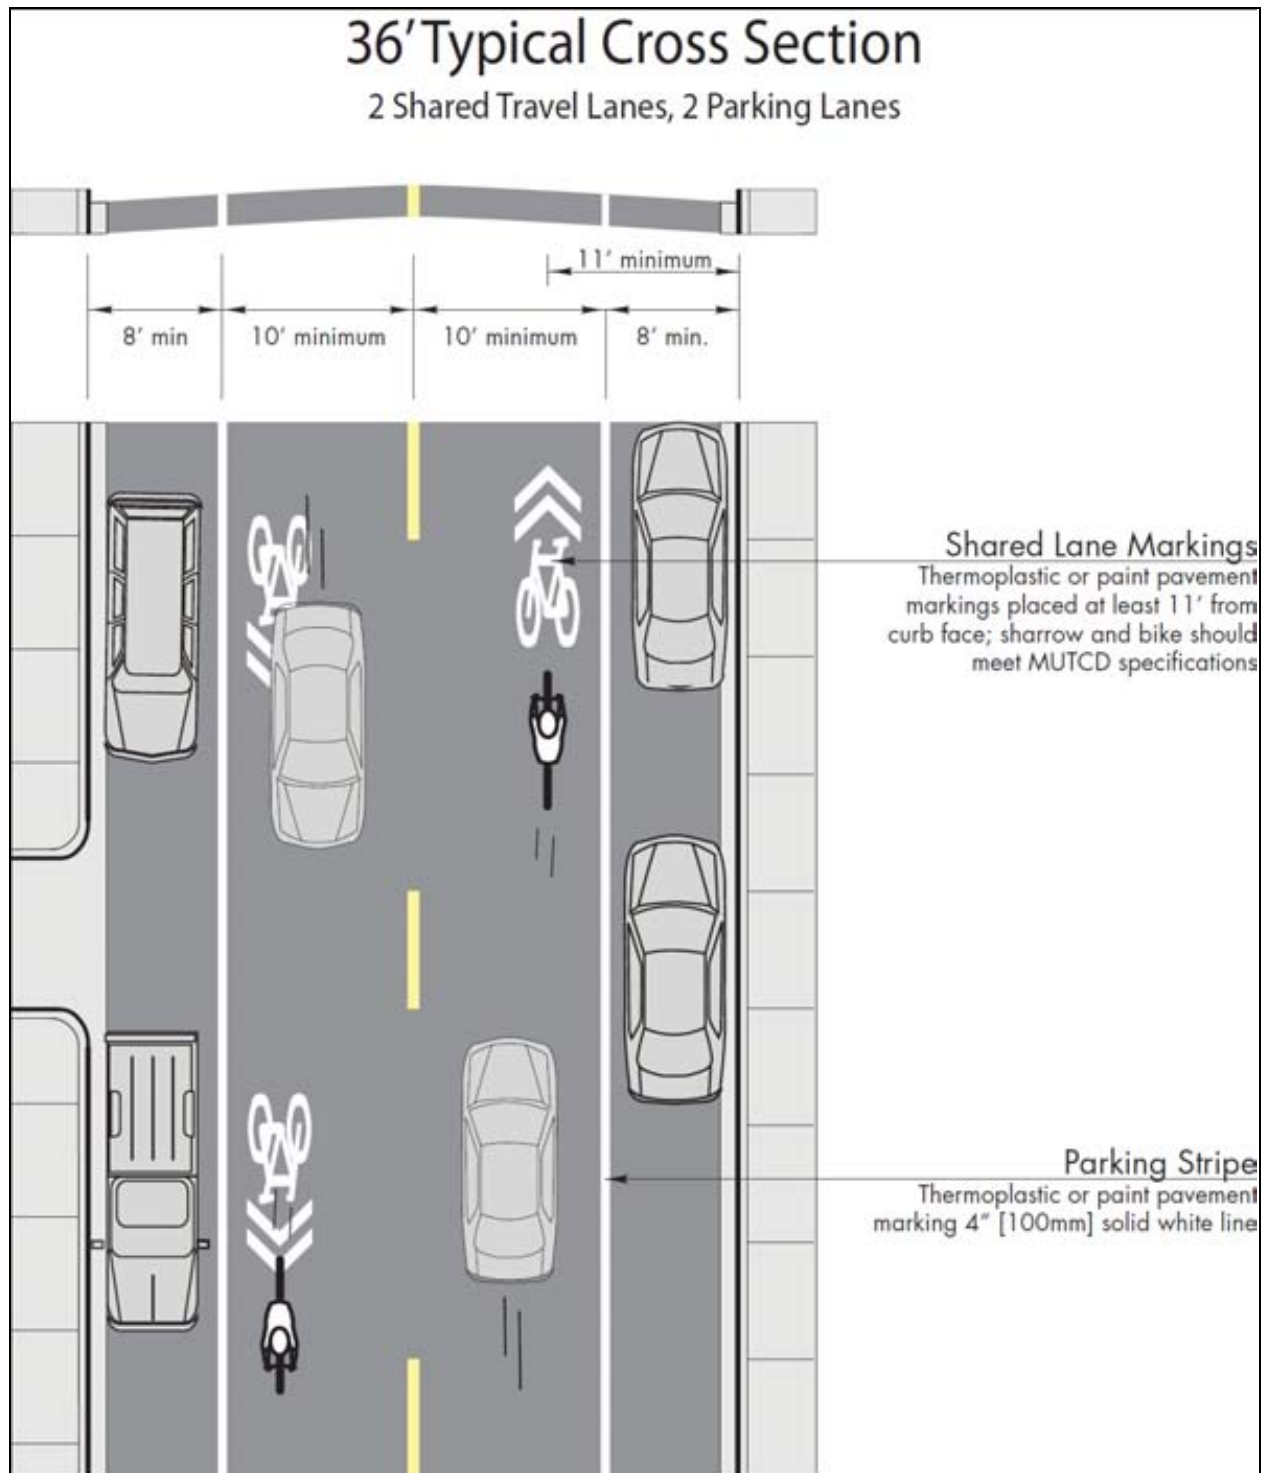 36' Typical Cross Section
2 Shared Travel Lanes, 2 Parking Lanes
11' minimum
8' min
10' minimum
10' minimum
8' min.
Shared Lane Markings
Thermoplastic or paint pavement
markings placed at least 11' from
curb face; sharrow and bike should
meet MUTCD specifications
Parking Stripe
Thermoplastic or paint pavement
marking 4" [100mm] solid white line